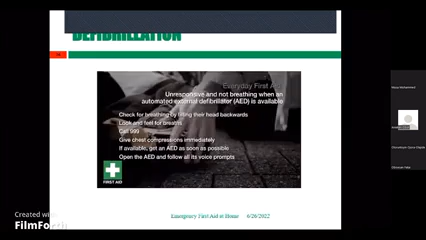 DEFIBRILLATION
Everyday First A
Unresponsive and not breathing when an
automated external defibrillator (AED) is available
Check for breathing by tilting their head backwards
Look and feel for breaths
Call 999
Give chest compressions immediately
If available, get an AED as soon as possible
Open the AED and follow all its voice prompts
FIRST AID
Emergency First Aid at Home 6/26/2022
Created with
FilmFor